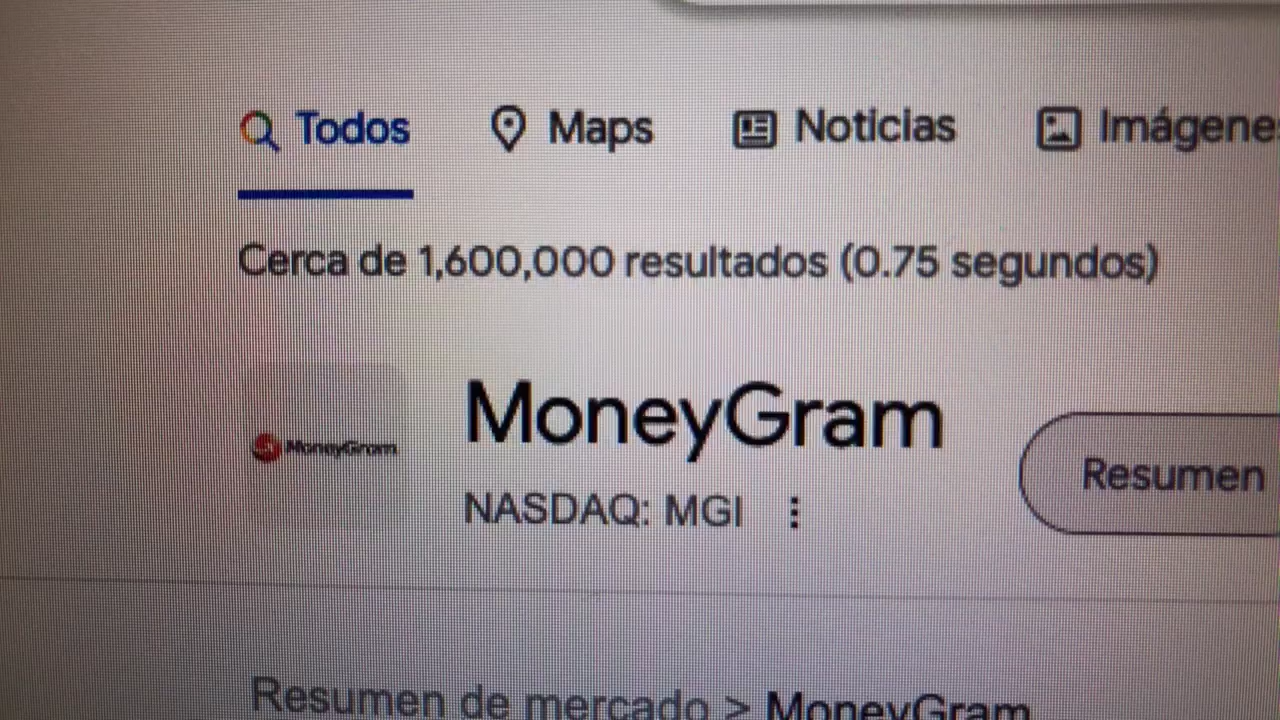 Todos Maps Noticias Imágene
Cerca de 1,600,000 resultados (0.75 segundos)
MoneyGram
MoneyGram
NASDAQ: MGI
Resumen
Resumen de mercado > MoneyGram